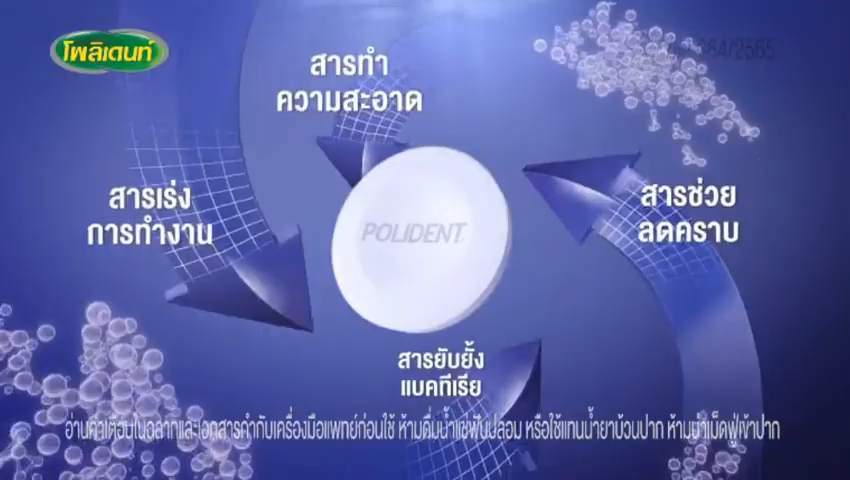 โพลิเดนท์
สารทำ
ความสะอาด
สารเร่ง
การทำงาน
สารช่วย
ลดคราบ
POLIDENT
สารยับยั้ง
แบคทีเรีย
อ่านคำเตือนในฉลากและเอกสารกำกับเครื่องมือแพทย์ก่อนใช้ ห้ามดื่มน้ำแช่ฟันปลอม หรือใช้แทนน้ำยาบ้วนปาก ห้ามนำเม็ดฟู่เข้าปาก